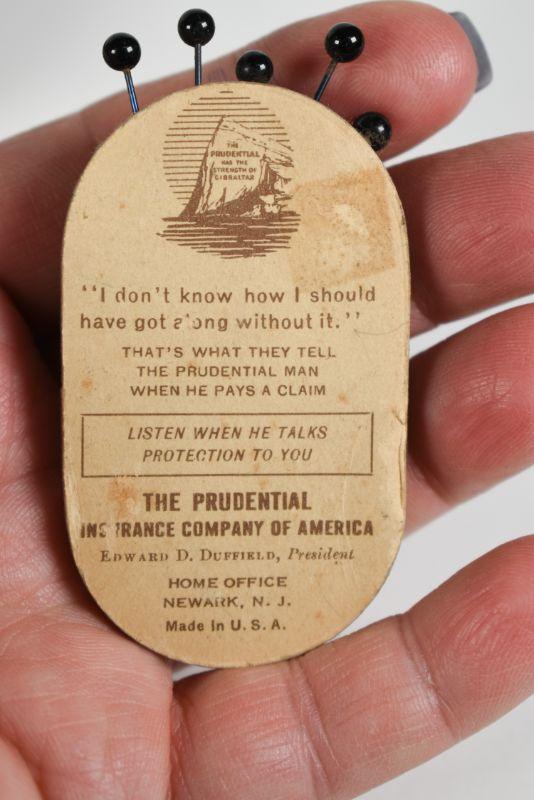 THE
PRUDENTIAL
HAS THE
STRENGTH OF
GIBRALTAR
“I don't know how I should
have got along without it.”
THAT'S WHAT THEY TELL
THE PRUDENTIAL MAN
WHEN HE PAYS A CLAIM
LISTEN WHEN HE TALKS
PROTECTION TO YOU
THE PRUDENTIAL
INSURANCE COMPANY OF AMERICA
EDWARD D. DUFFIELD, President
HOME OFFICE
NEWARK, N. J.
Made In U. S. A.